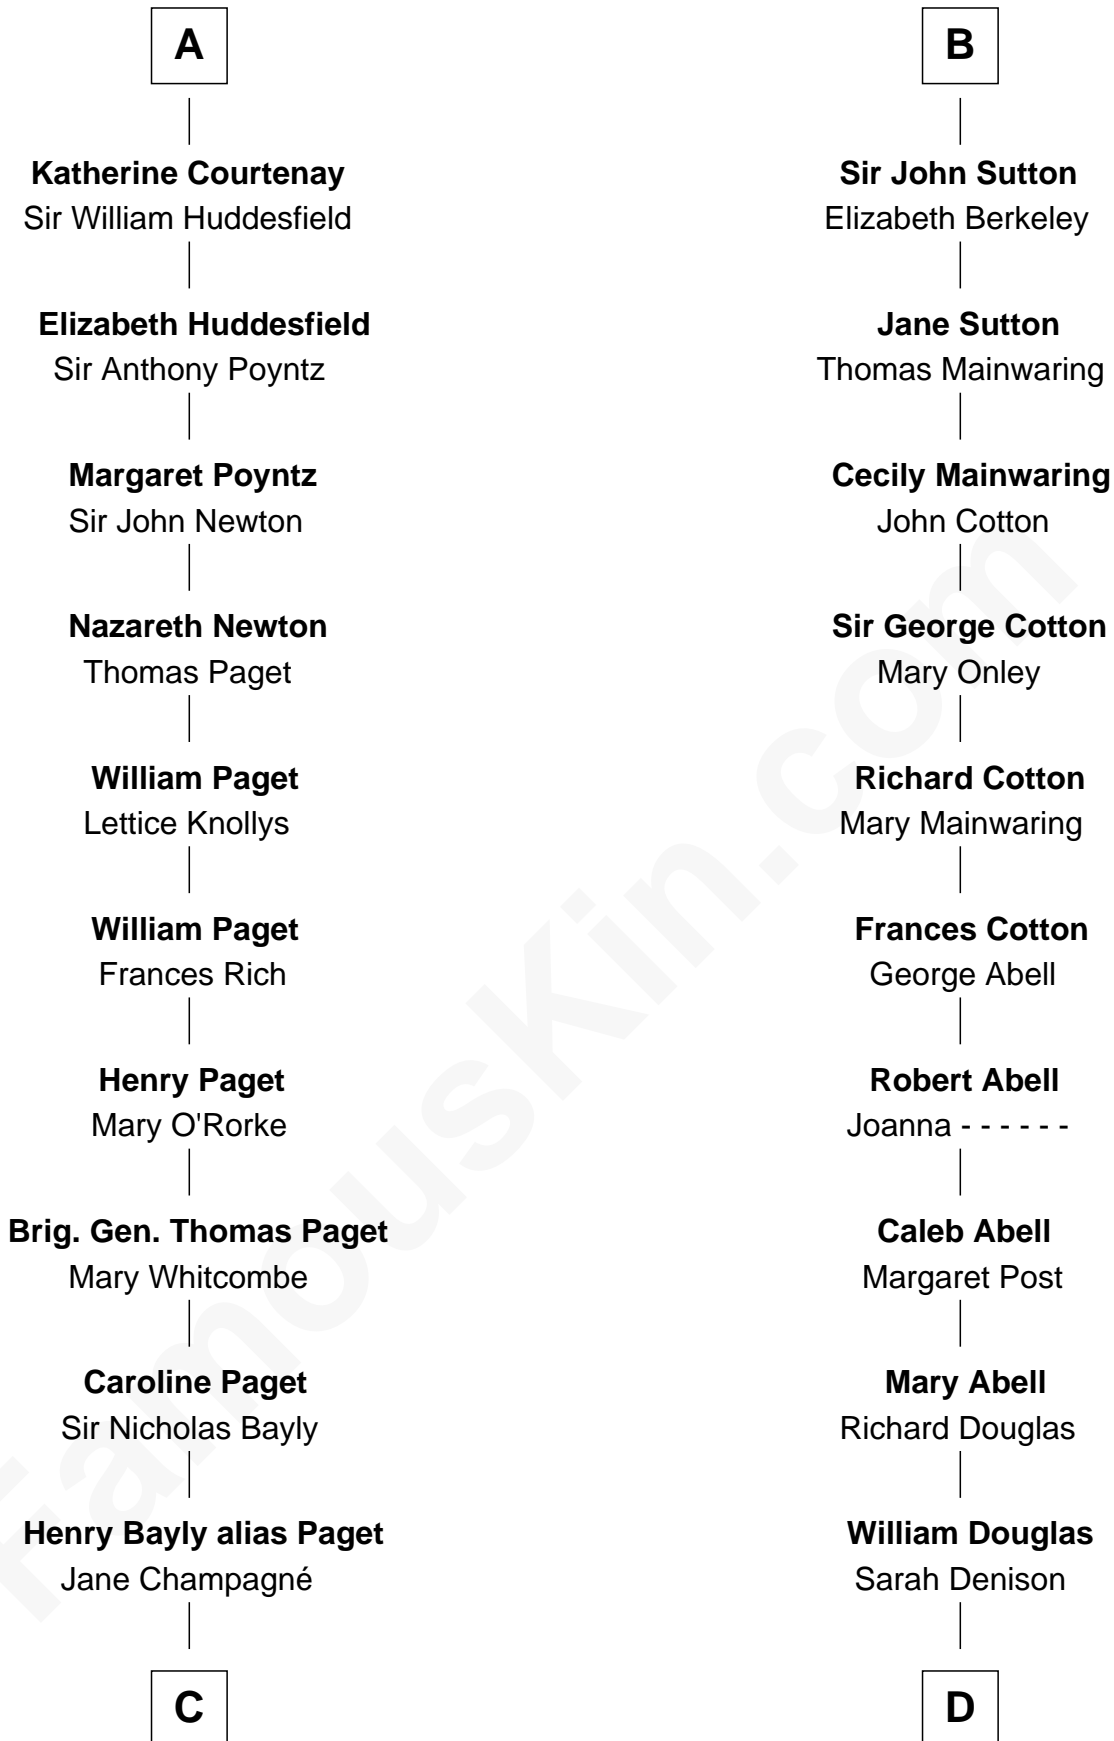 A
Katherine Courtenay
Sir William Huddesfield
Elizabeth Huddesfield
Sir Anthony Poyntz
Margaret Poyntz
Sir John Newton
Nazareth Newton
Thomas Paget
William Paget
Lettice Knollys
William Paget
Frances Rich
Henry Paget
Mary O'Rorke
Brig. Gen. Thomas Paget
Mary Whitcombe
Caroline Paget
Sir Nicholas Bayly
Henry Bayly alias Paget
Jane Champagné
C
B
Sir John Sutton
Elizabeth Berkeley
Jane Sutton
Thomas Mainwaring
Cecily Mainwaring
John Cotton
Sir George Cotton
Mary Onley
Richard Cotton
Mary Mainwaring
Frances Cotton
George Abell
Robert Abell
Joanna - - - - - -
Caleb Abell
Margaret Post
Mary Abell
Richard Douglas
William Douglas
Sarah Denison
D
FamousKin.com